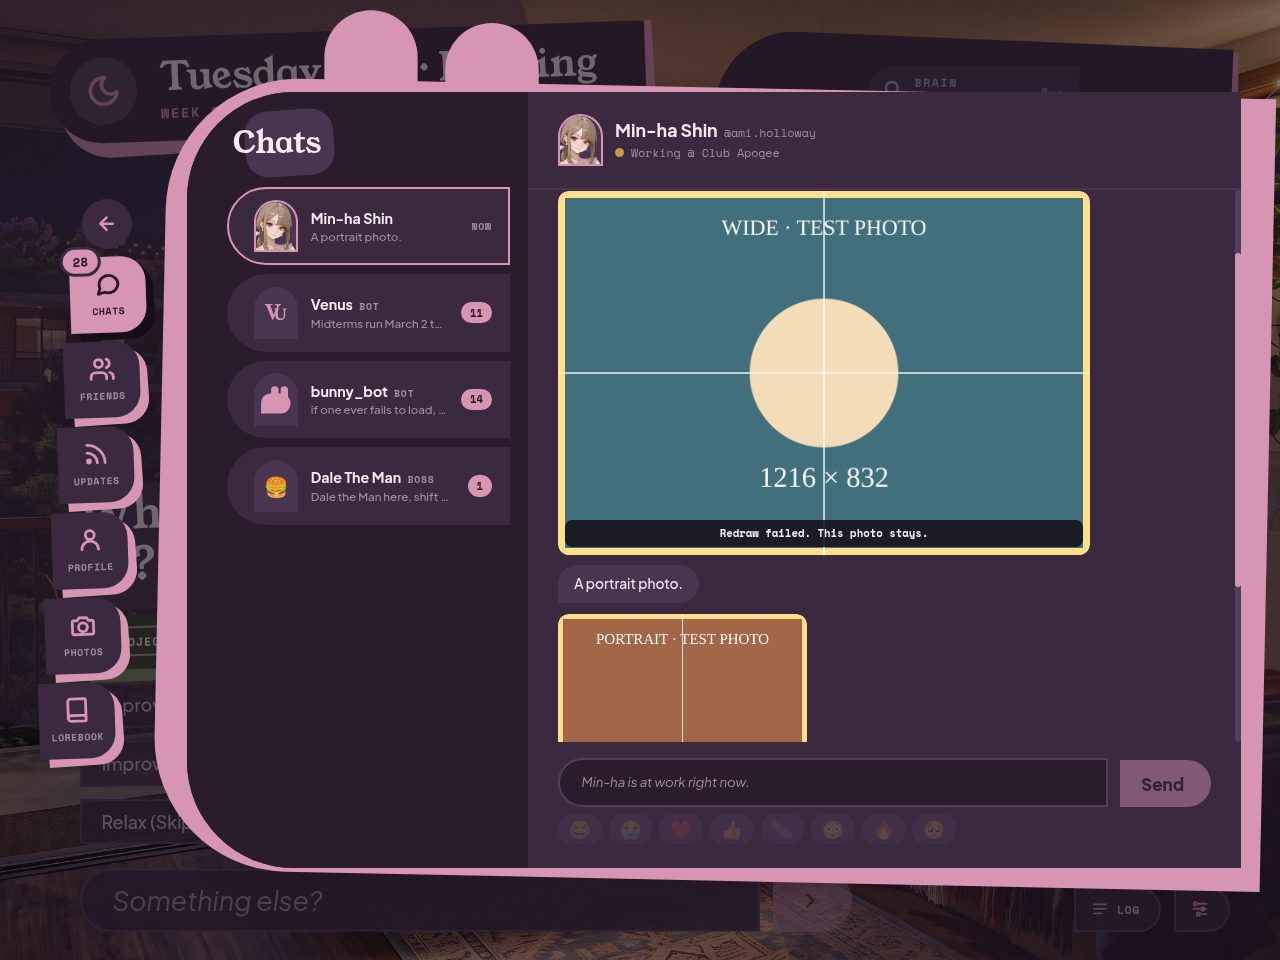 Tuesday
WEEK
BRAIN
Chats
Min-ha Shin @ami.holloway
Working @ Club Apogee
28
CHATS
FRIENDS
UPDATES
PROFILE
PHOTOS
LOREBOOK
Min-ha Shin
A portrait photo.
NOW
Venus BOT
Midterms run March 2 t…
11
bunny_bot BOT
if one ever fails to load, …
14
Dale The Man BOSS
Dale the Man here, shift …
1
WIDE · TEST PHOTO
1216 × 832
Redraw failed. This photo stays.
A portrait photo.
PORTRAIT · TEST PHOTO
Min-ha is at work right now.
Send
Relax (Skip
Something else?
LOG